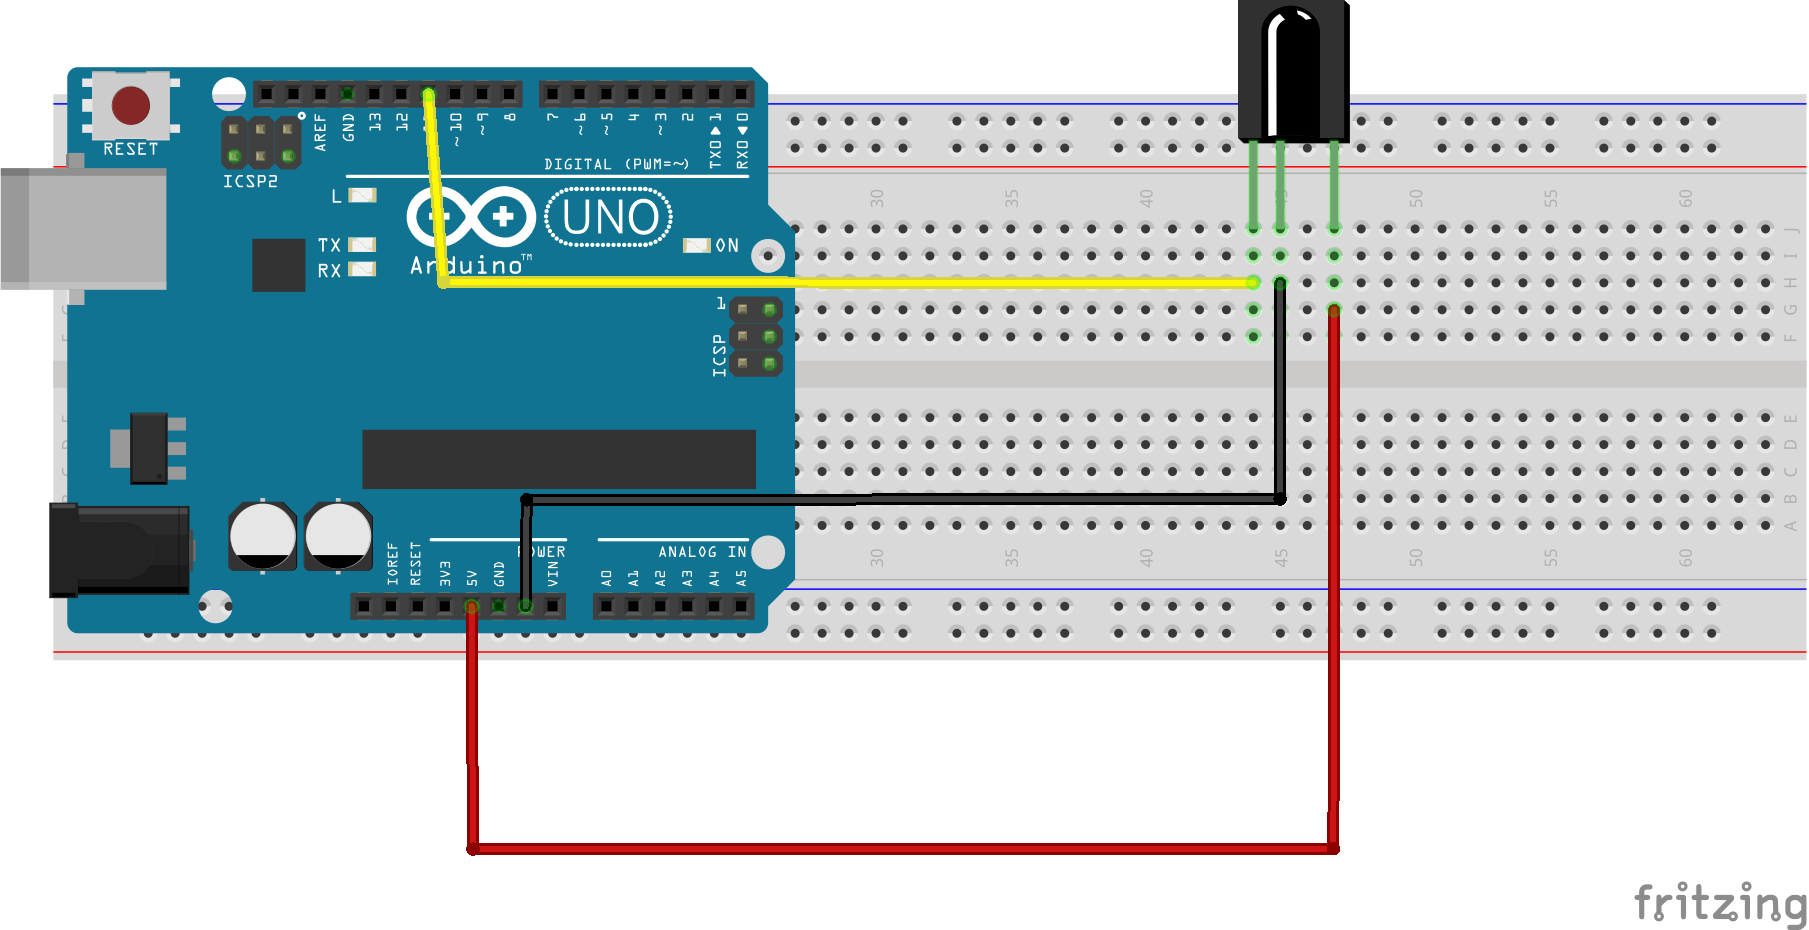 RESET
ICSP2
AREF
GND
13
12
~10
~9
8
7
~6
~5
4
~3
2
TX0 ▶ 1
RX0 ◀ 0
DIGITAL (PWM=~)
L
TX
RX
UNO
ON
Arduino™
1
ICSP
30
35
40
50
55
60
J
I
H
G
F
E
D
C
B
A
30
35
40
45
50
55
60
IOREF
RESET
3V3
5V
GND
VIN
POWER
ANALOG IN
A0
A1
A2
A3
A4
A5
fritzing